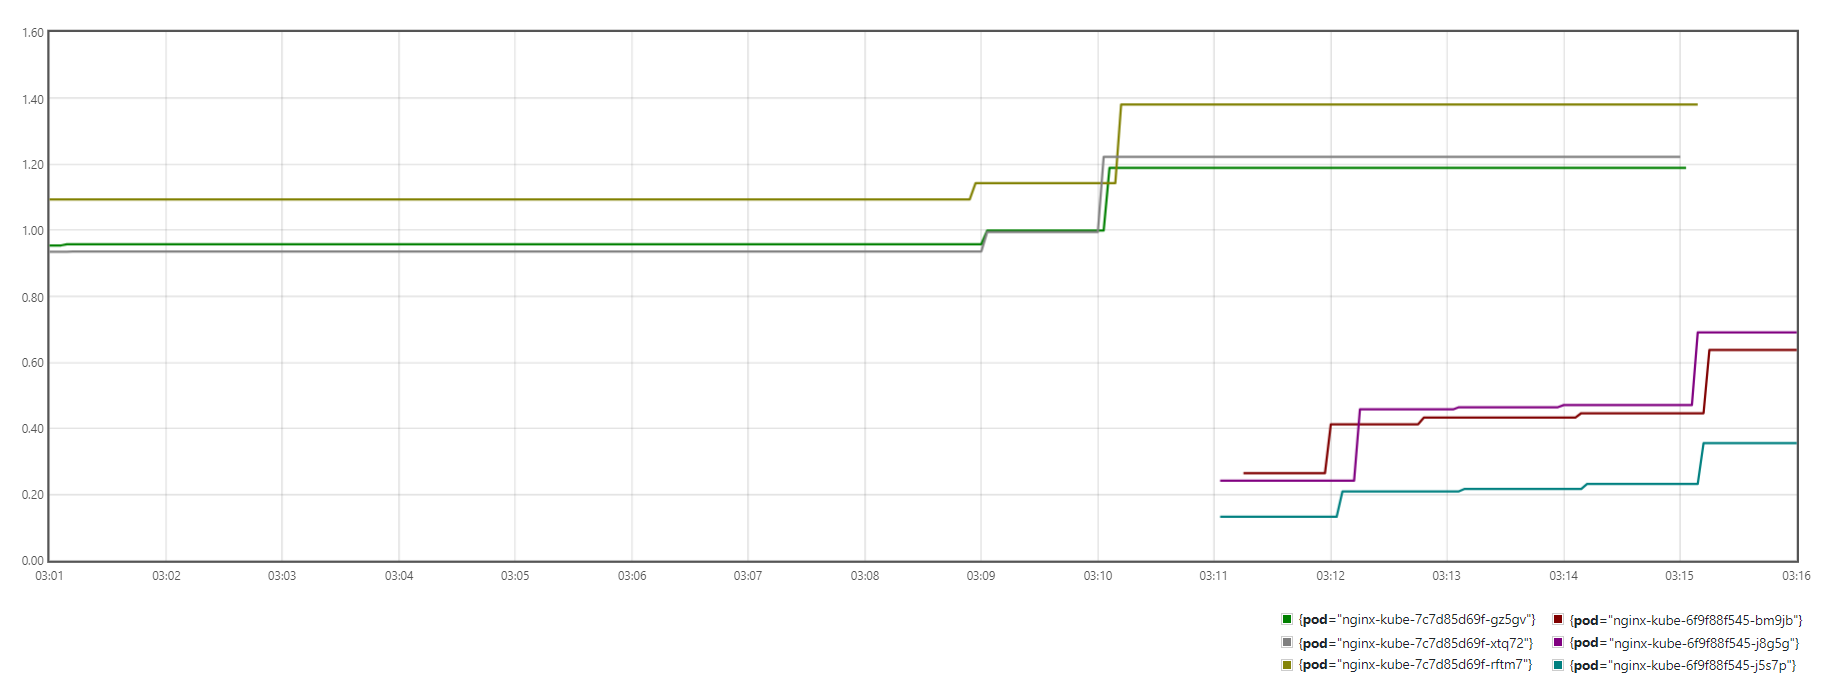 1.60
1.40
1.20
1.00
0.80
0.60
0.40
0.20
0.00
03:01 03:02 03:03 03:04 03:05 03:06 03:07 03:08 03:09 03:10 03:11 03:12 03:13 03:14 03:15 03:16
{pod="nginx-kube-7c7d85d69f-gz5gv"} {pod="nginx-kube-6f9f88f545-bm9jb"}
{pod="nginx-kube-7c7d85d69f-xtq72"} {pod="nginx-kube-6f9f88f545-j8g5g"}
{pod="nginx-kube-7c7d85d69f-rftm7"} {pod="nginx-kube-6f9f88f545-j5s7p"}